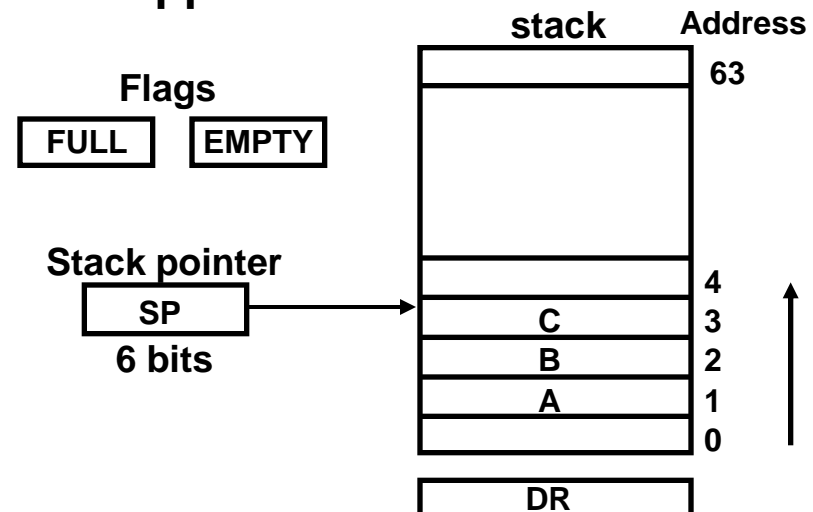 stack Address
63
Flags
FULL EMPTY
Stack pointer
SP
6 bits
4
C 3
B 2
A 1
0
DR